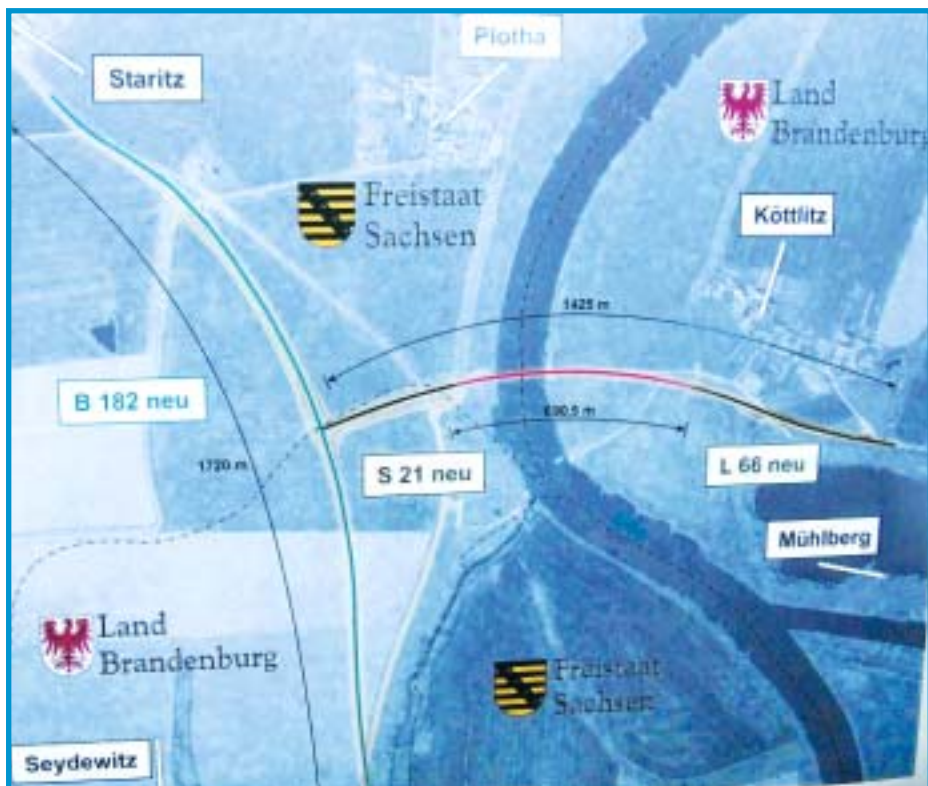 Plotha
Staritz
Land
Brandenburg
Freistaat
Sachsen
Köttlitz
1425 m
B 182 neu
690,5 m
1720 m
S 21 neu
L 66 neu
Mühlberg
Land
Brandenburg
Freistaat
Sachsen
Seydewitz